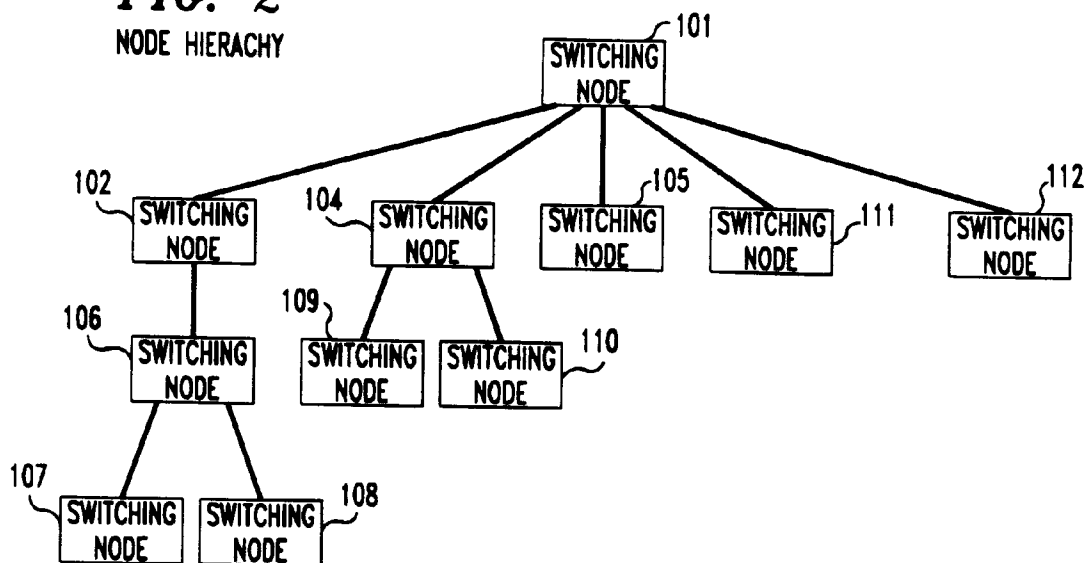 FIG. 2
NODE HIERACHY
101
SWITCHING
NODE
102
SWITCHING
NODE
104
SWITCHING
NODE
105
SWITCHING
NODE
111
SWITCHING
NODE
112
SWITCHING
NODE
106
SWITCHING
NODE
109
SWITCHING
NODE
110
SWITCHING
NODE
107
SWITCHING
NODE
108
SWITCHING
NODE